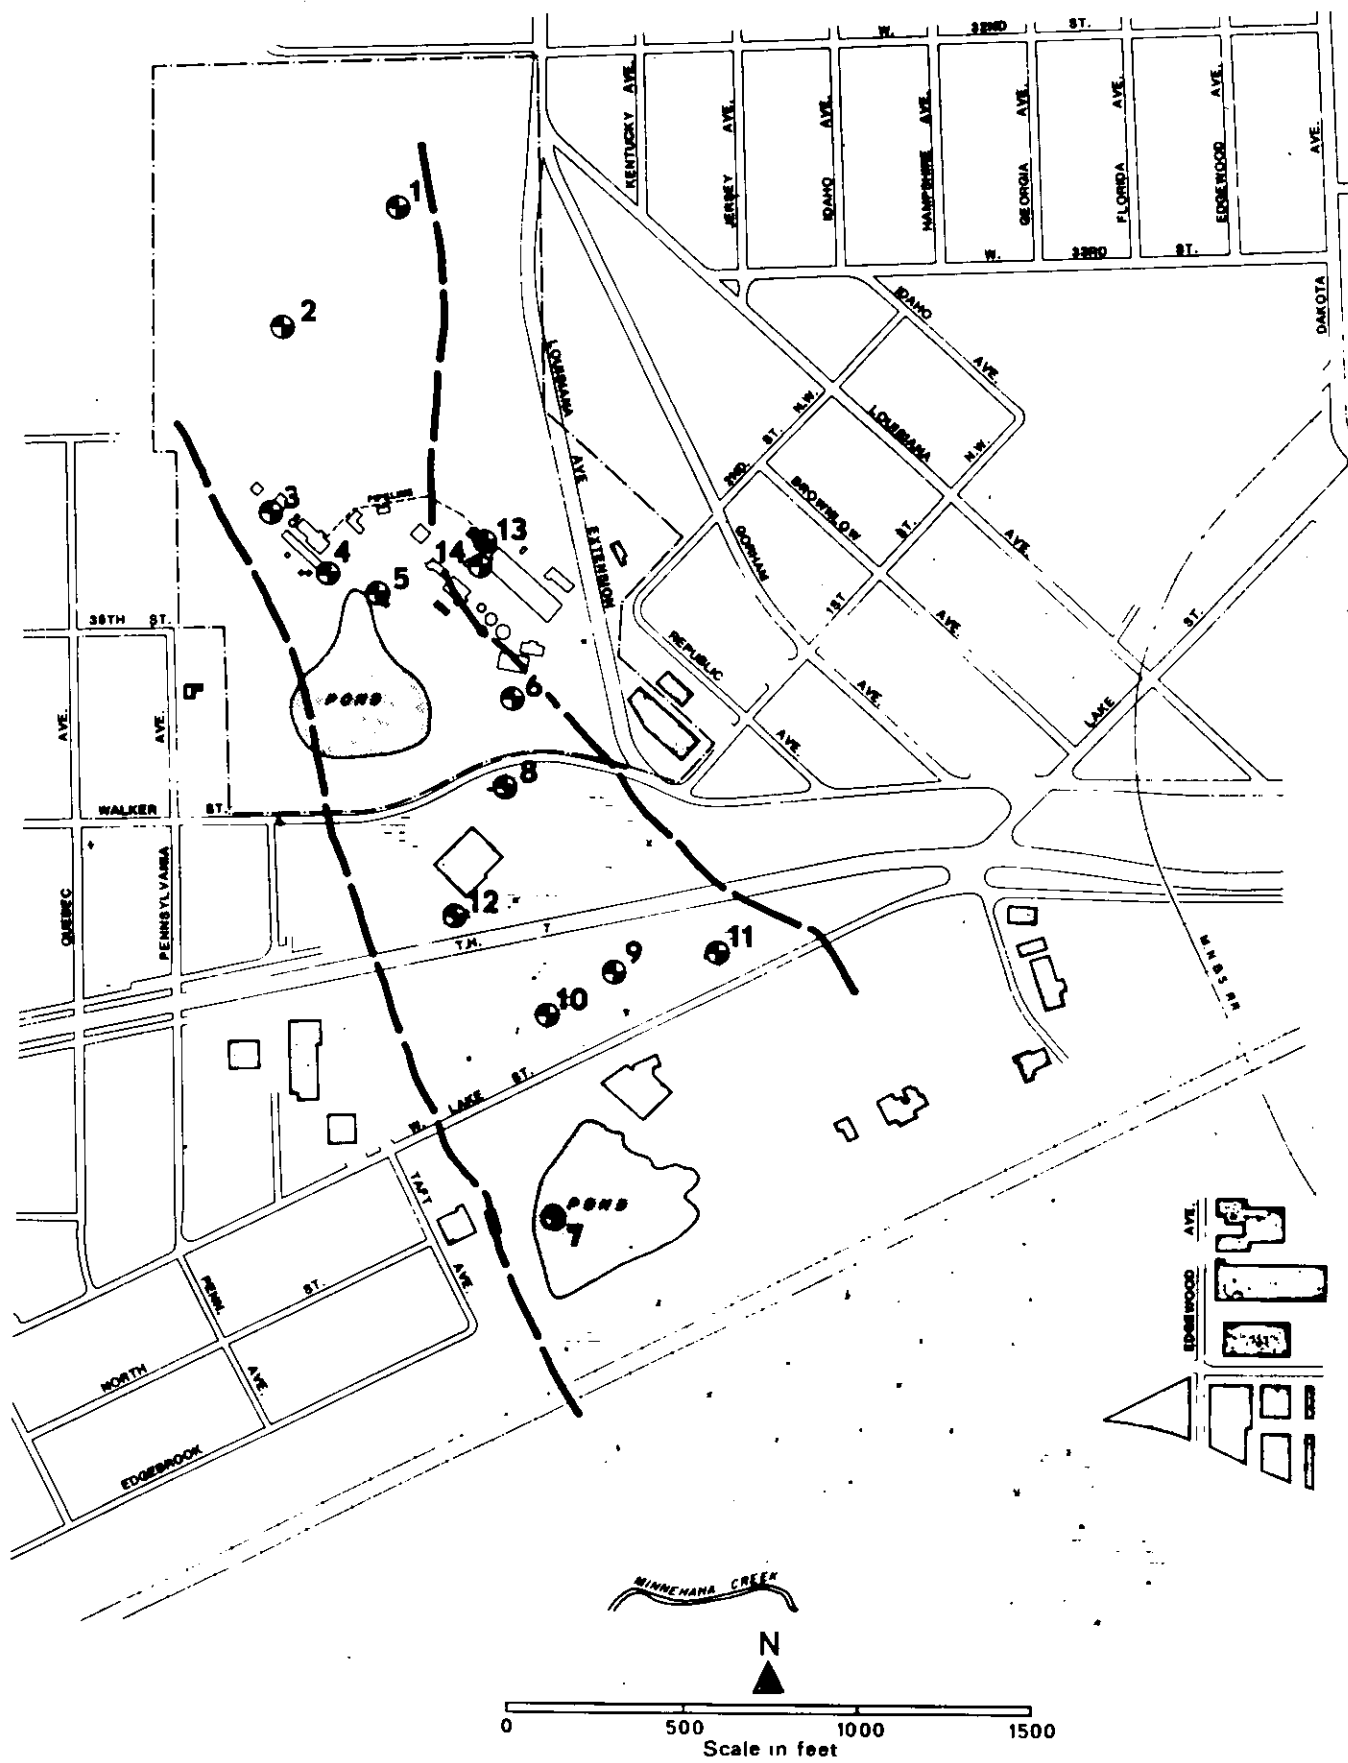 W. 32ND ST.
KENTUCKY AVE.
JERSEY AVE.
IDAHO AVE.
HAMPSHIRE AVE.
GEORGIA AVE.
FLORIDA AVE.
EDGEWOOD AVE.
AVE.
DAKOTA
W. 33RD ST.
1
2
IDAHO AVE.
LOUISIANA AVE
EXTENSION
2ND. ST. N.W.
LOUISIANA AVE.
N.W.
BROWNLOW AVE.
1ST ST.
GORHAM AVE.
REPUBLIC AVE.
LAKE ST.
3
PIPELINE
4
13
14
5
36TH ST.
POND
6
8
WALKER ST.
QUEBEC AVE.
PENNSYLVANIA AVE.
12
T.H. 7
9
11
10
M.N & S RR
W. LAKE ST.
TAFT AVE.
POND
7
PENN. AVE.
NORTH ST.
EDGEBROOK
EDGEWOOD AVE.
MINNEHAHA CREEK
N
0 500 1000 1500
Scale in feet